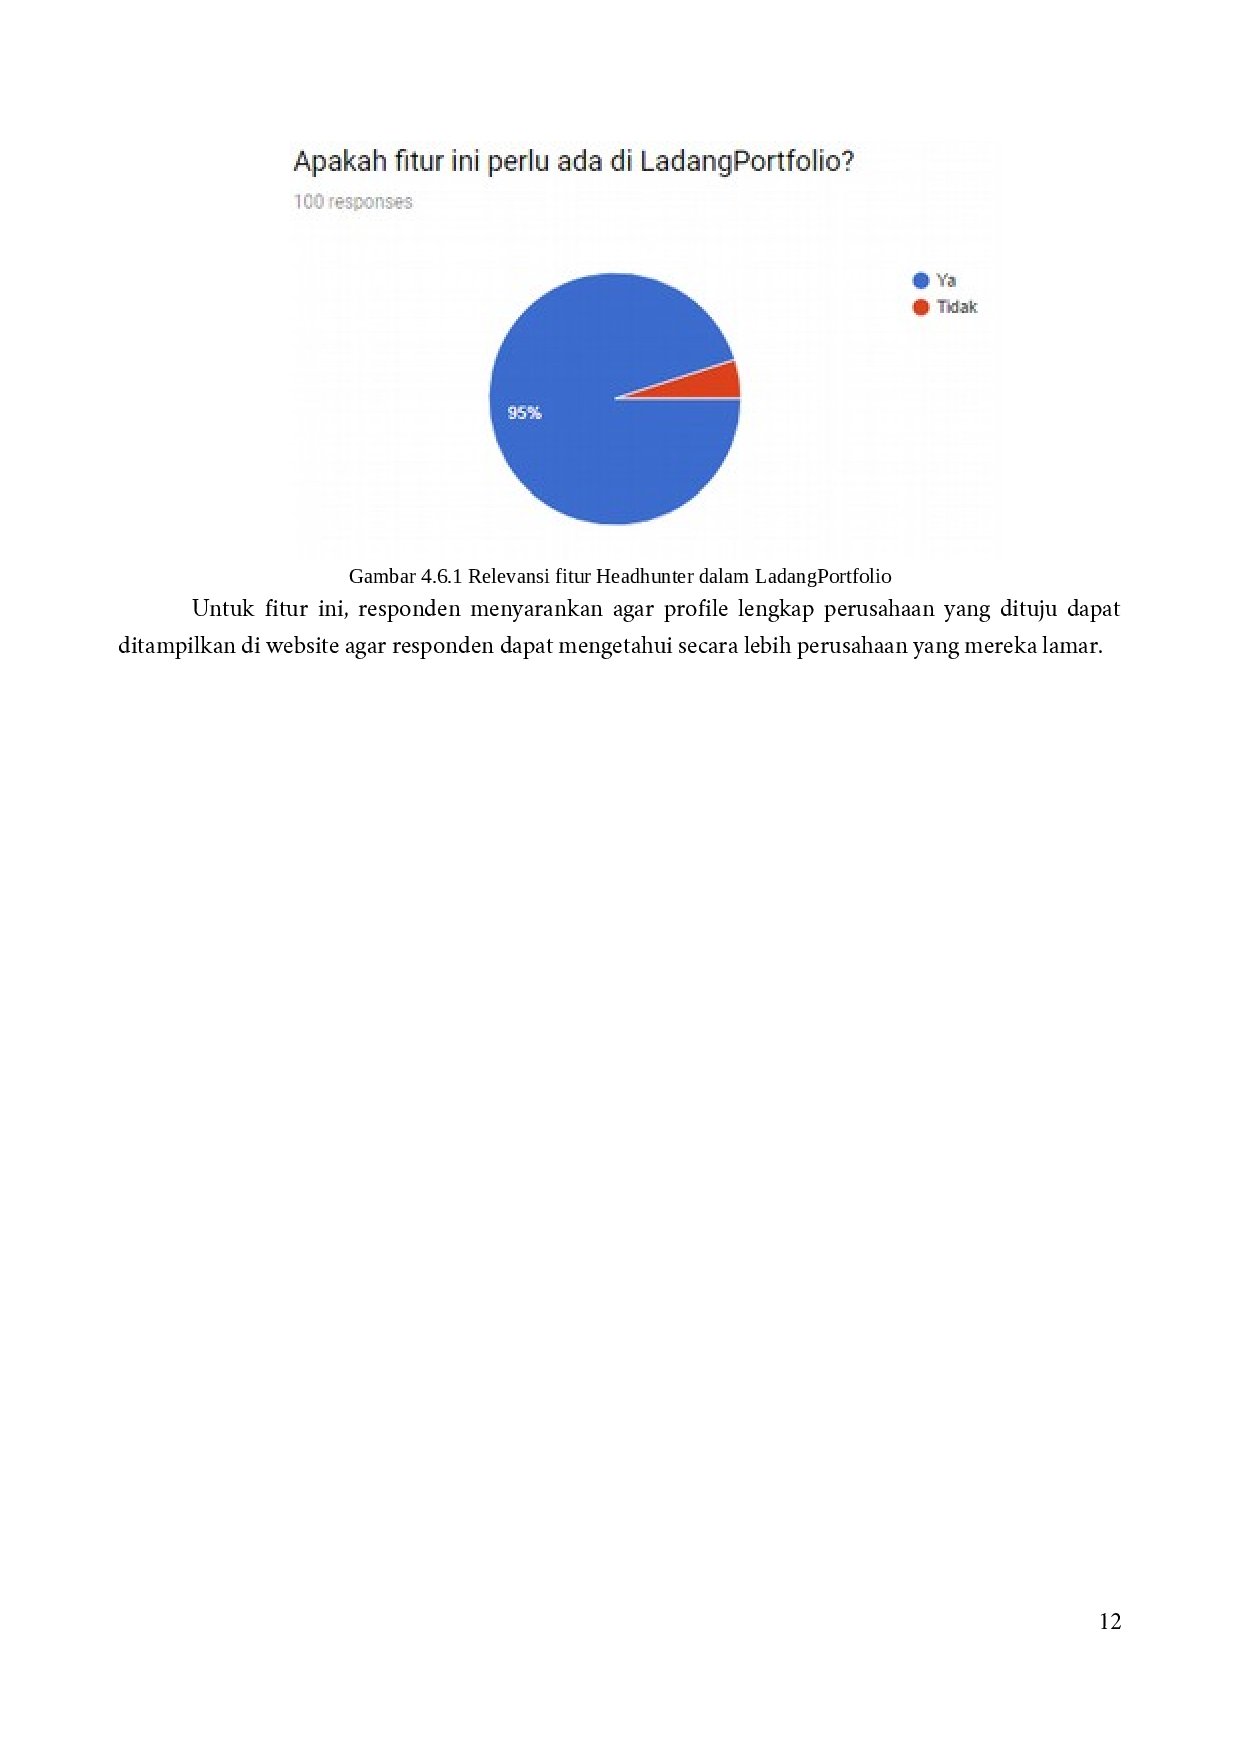 Apakah fitur ini perlu ada di LadangPortfolio?
100 responses
Ya
Tidak
95%
Gambar 4.6.1 Relevansi fitur Headhunter dalam LadangPortfolio
Untuk fitur ini, responden menyarankan agar profile lengkap perusahaan yang dituju dapat
ditampilkan di website agar responden dapat mengetahui secara lebih perusahaan yang mereka lamar.
12